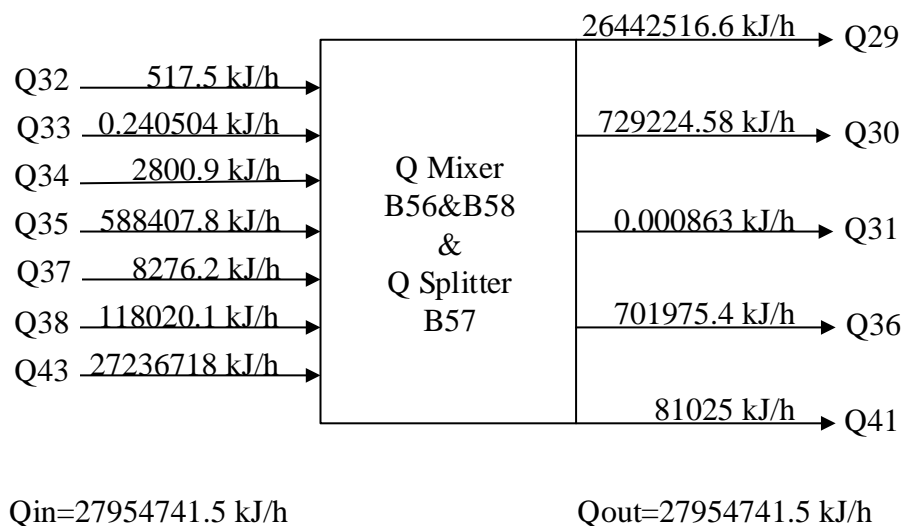 26442516.6 kJ/h Q29
Q32 517.5 kJ/h
Q33 0.240504 kJ/h
729224.58 kJ/h Q30
Q34 2800.9 kJ/h
Q Mixer
B56&B58
&
Q Splitter
B57
Q35 588407.8 kJ/h
0.000863 kJ/h Q31
Q37 8276.2 kJ/h
Q38 118020.1 kJ/h
701975.4 kJ/h Q36
Q43 27236718 kJ/h
81025 kJ/h Q41
Qin=27954741.5 kJ/h
Qout=27954741.5 kJ/h